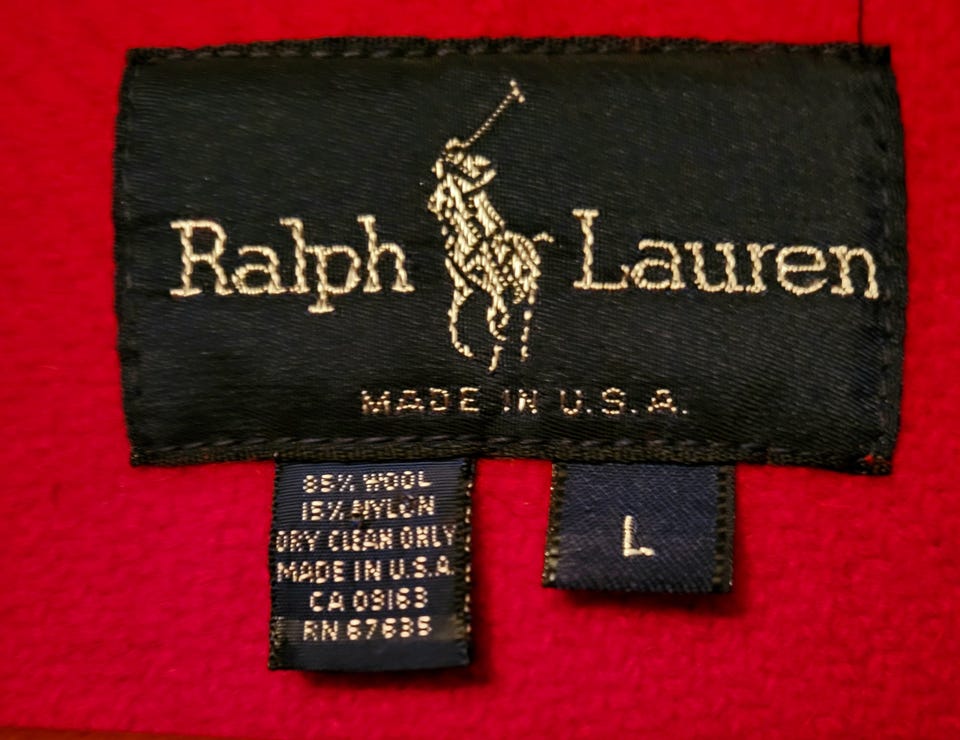 Ralph Lauren
MADE IN U.S.A.
85% WOOL
15% NYLON
DRY CLEAN ONLY
MADE IN U.S.A
CA 09163
RN 67635
L